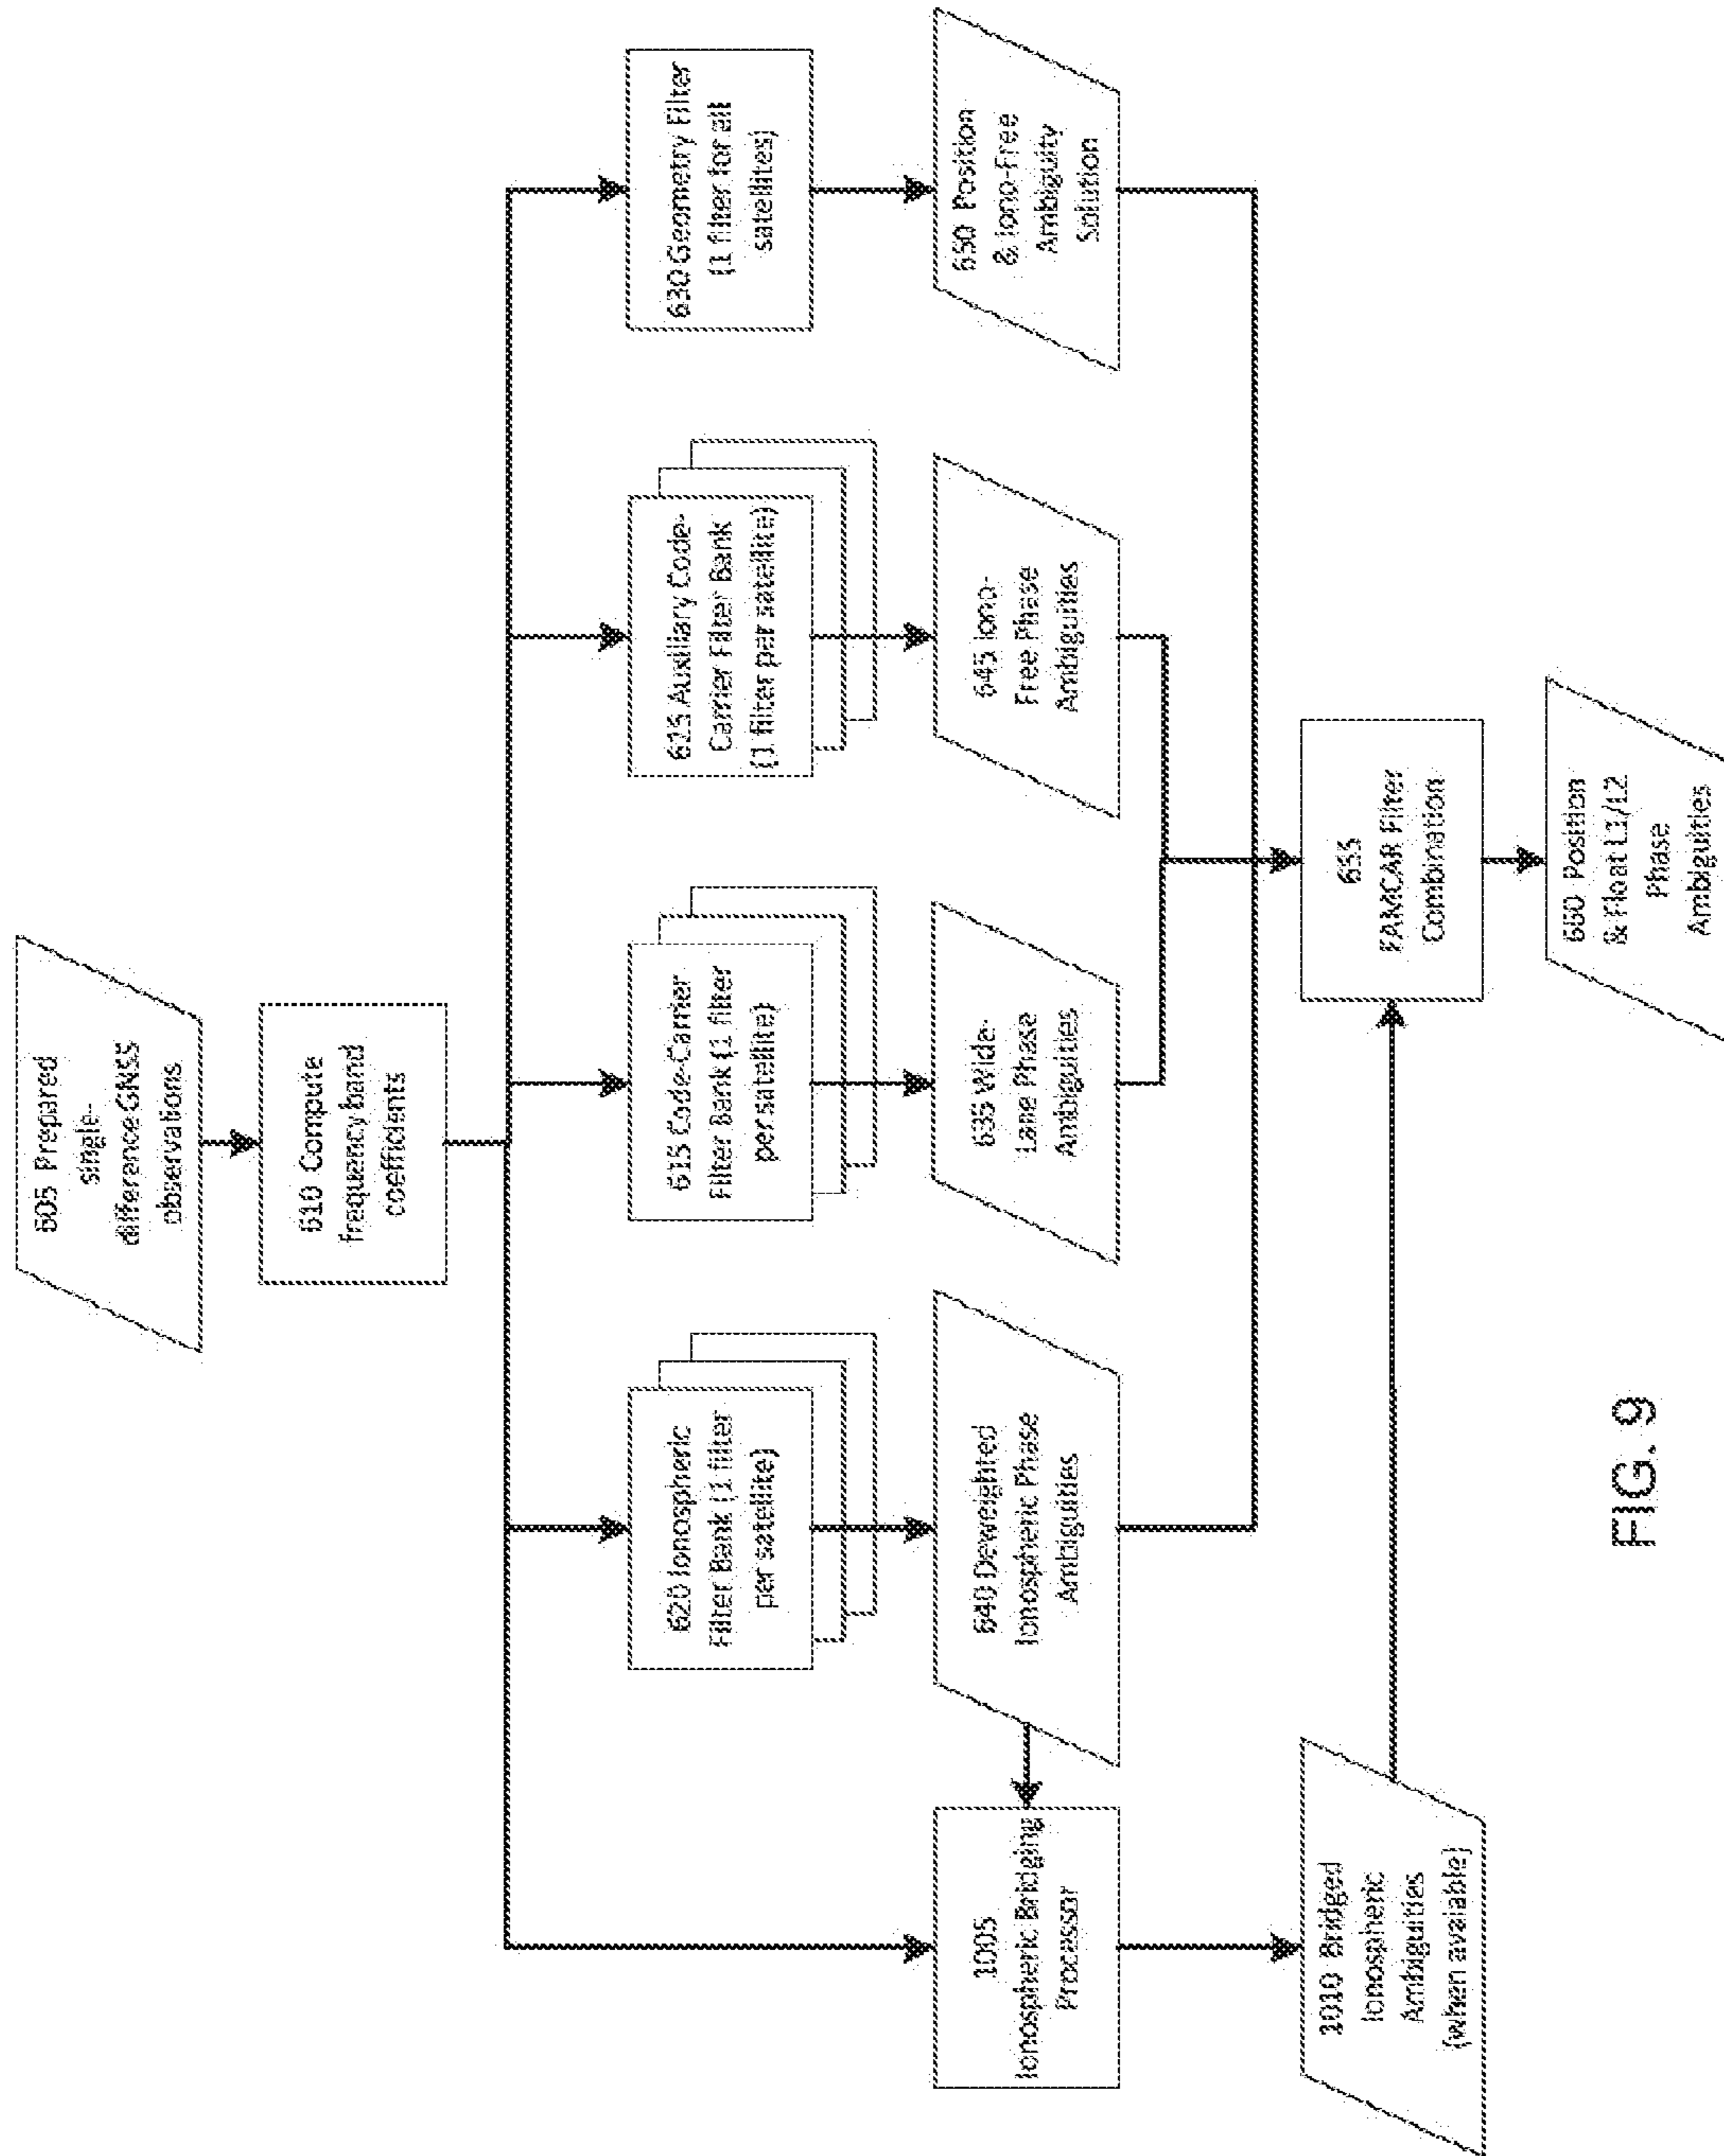 605 Prepared
single-
difference GNSS
observations
610 Compute
frequency band
coefficients
620 Ionospheric
Filter Bank (1 filter
per satellite)
615 Code-Carrier
Filter Bank (1 filter
per satellite)
625 Auxiliary Code-
Carrier Filter Bank
(1 filter per satellite)
630 Geometry Filter
(1 filter for all
satellites)
1005
Ionospheric Bridging
Processor
640 Deweighted
Ionospheric Phase
Ambiguities
635 Wide-
Lane Phase
Ambiguities
645 Iono-
Free Phase
Ambiguities
650 Position
& Iono-Free
Ambiguity
Solution
1010 Bridged
Ionospheric
Ambiguities
(when available)
655
FAMCAR Filter
Combination
660 Position
& Float L1/L2
Phase
Ambiguities
FIG. 9